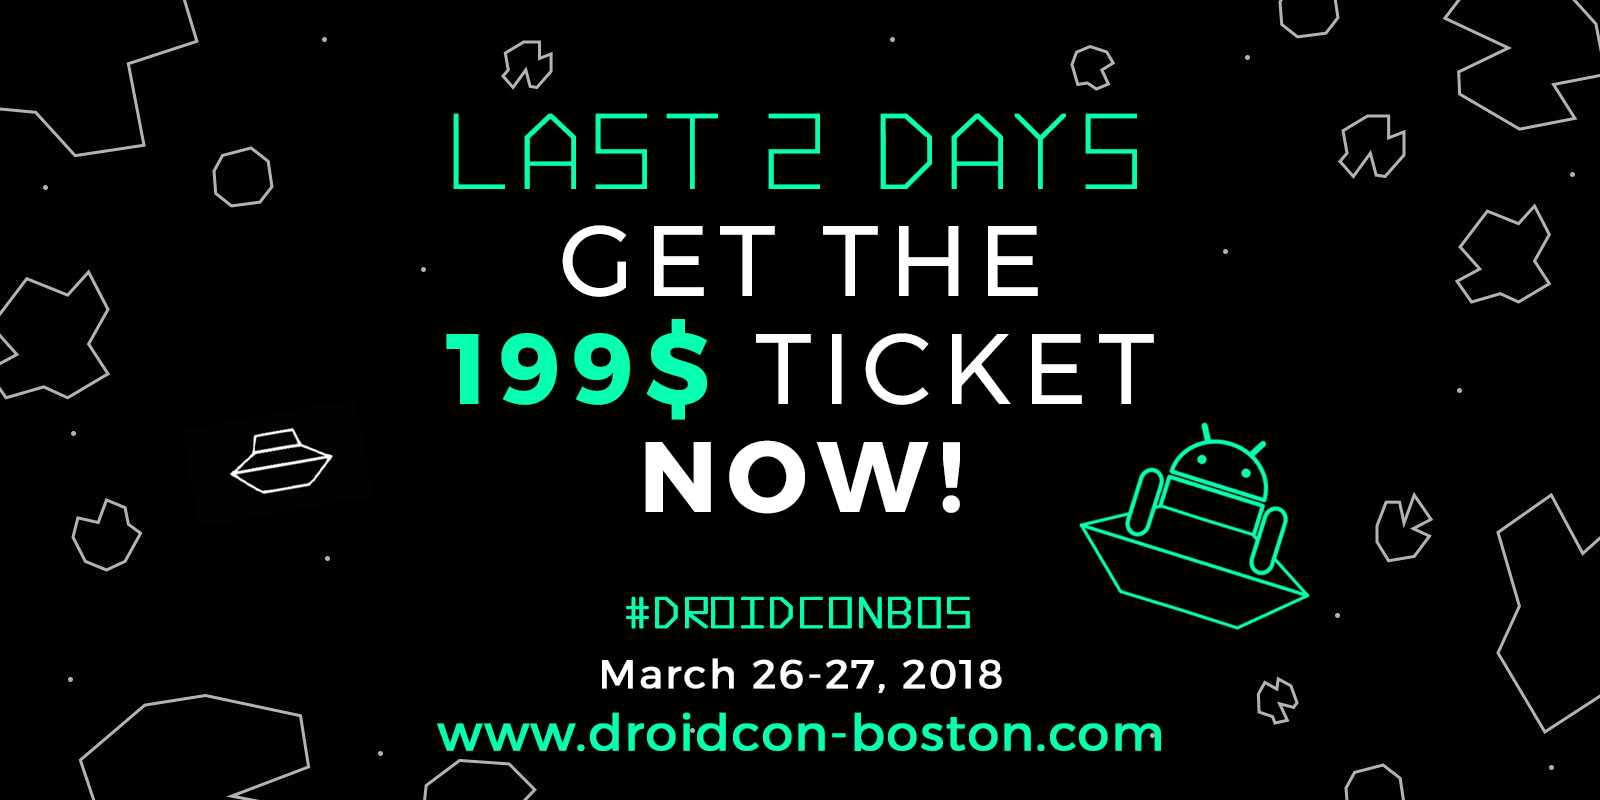 LAST 2 DAYS
GET THE
199$ TICKET
NOW!
#DROIDCONBOS
March 26-27, 2018
www.droidcon-boston.com